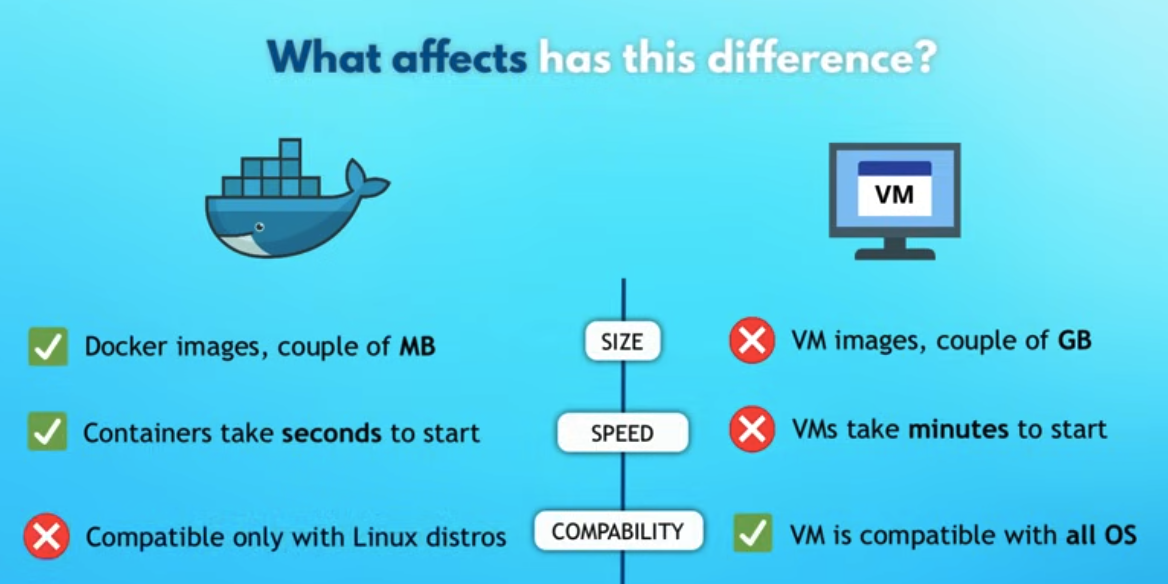 What affects has this difference?
VM
Docker images, couple of MB
SIZE
VM images, couple of GB
Containers take seconds to start
SPEED
VMs take minutes to start
Compatible only with Linux distros
COMPABILITY
VM is compatible with all OS